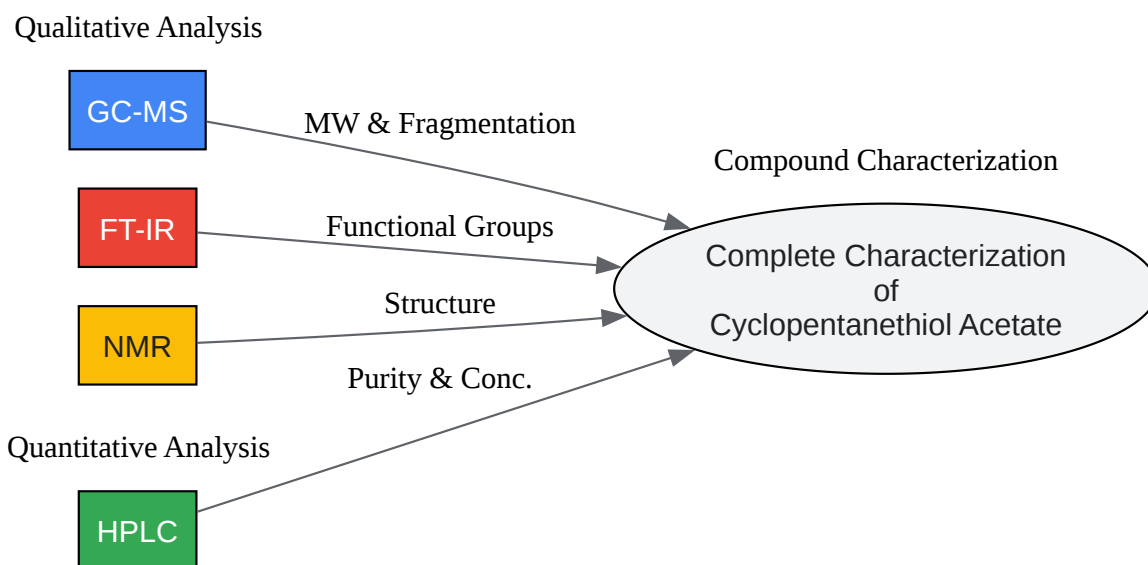 Qualitative Analysis
GC-MS
MW & Fragmentation
Compound Characterization
FT-IR
Functional Groups
Complete Characterization
of
Cyclopentanethiol Acetate
Structure
NMR
Purity & Conc.
Quantitative Analysis
HPLC